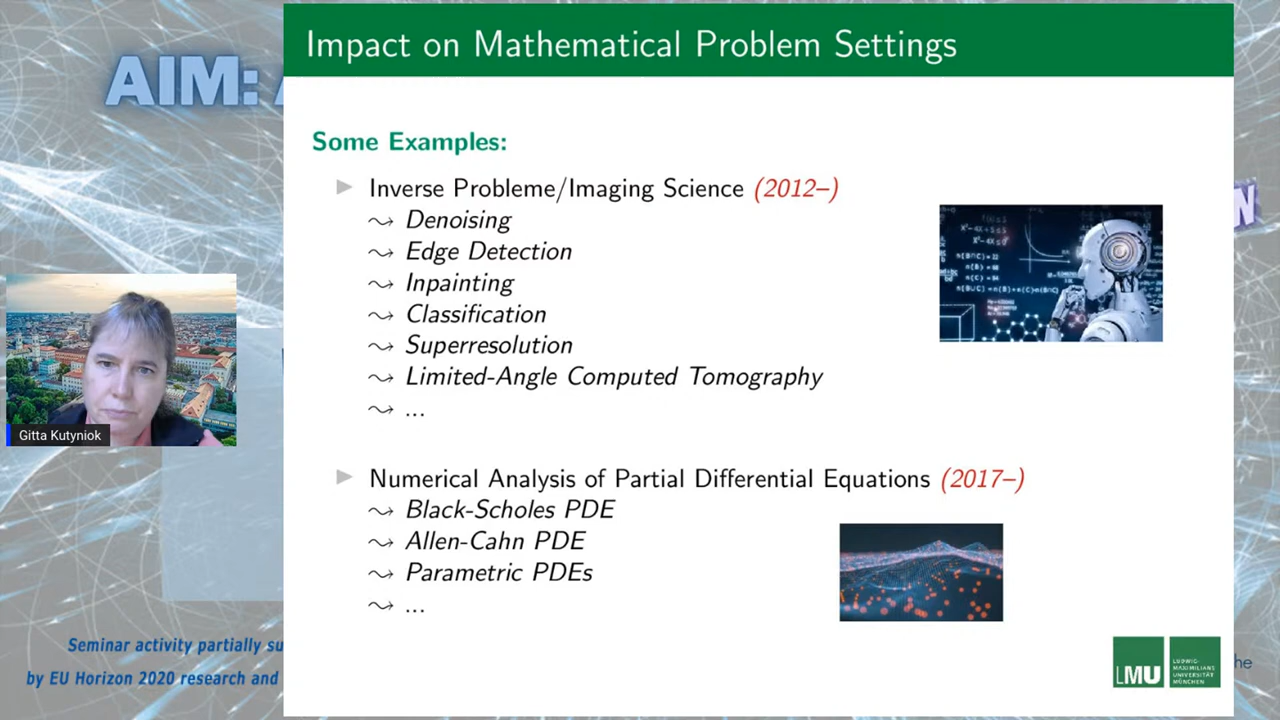 Impact on Mathematical Problem Settings
AIM:
Some Examples:
Inverse Probleme/Imaging Science (2012–)
⤳ Denoising
⤳ Edge Detection
⤳ Inpainting
⤳ Classification
⤳ Superresolution
⤳ Limited-Angle Computed Tomography
⤳ ...
Gitta Kutyniok
Numerical Analysis of Partial Differential Equations (2017–)
⤳ Black-Scholes PDE
⤳ Allen-Cahn PDE
⤳ Parametric PDEs
⤳ ...
Seminar activity partially su
by EU Horizon 2020 research and
LMU
LUDWIG-
MAXIMILIANS
UNIVERSITÄT
MÜNCHEN
he
N